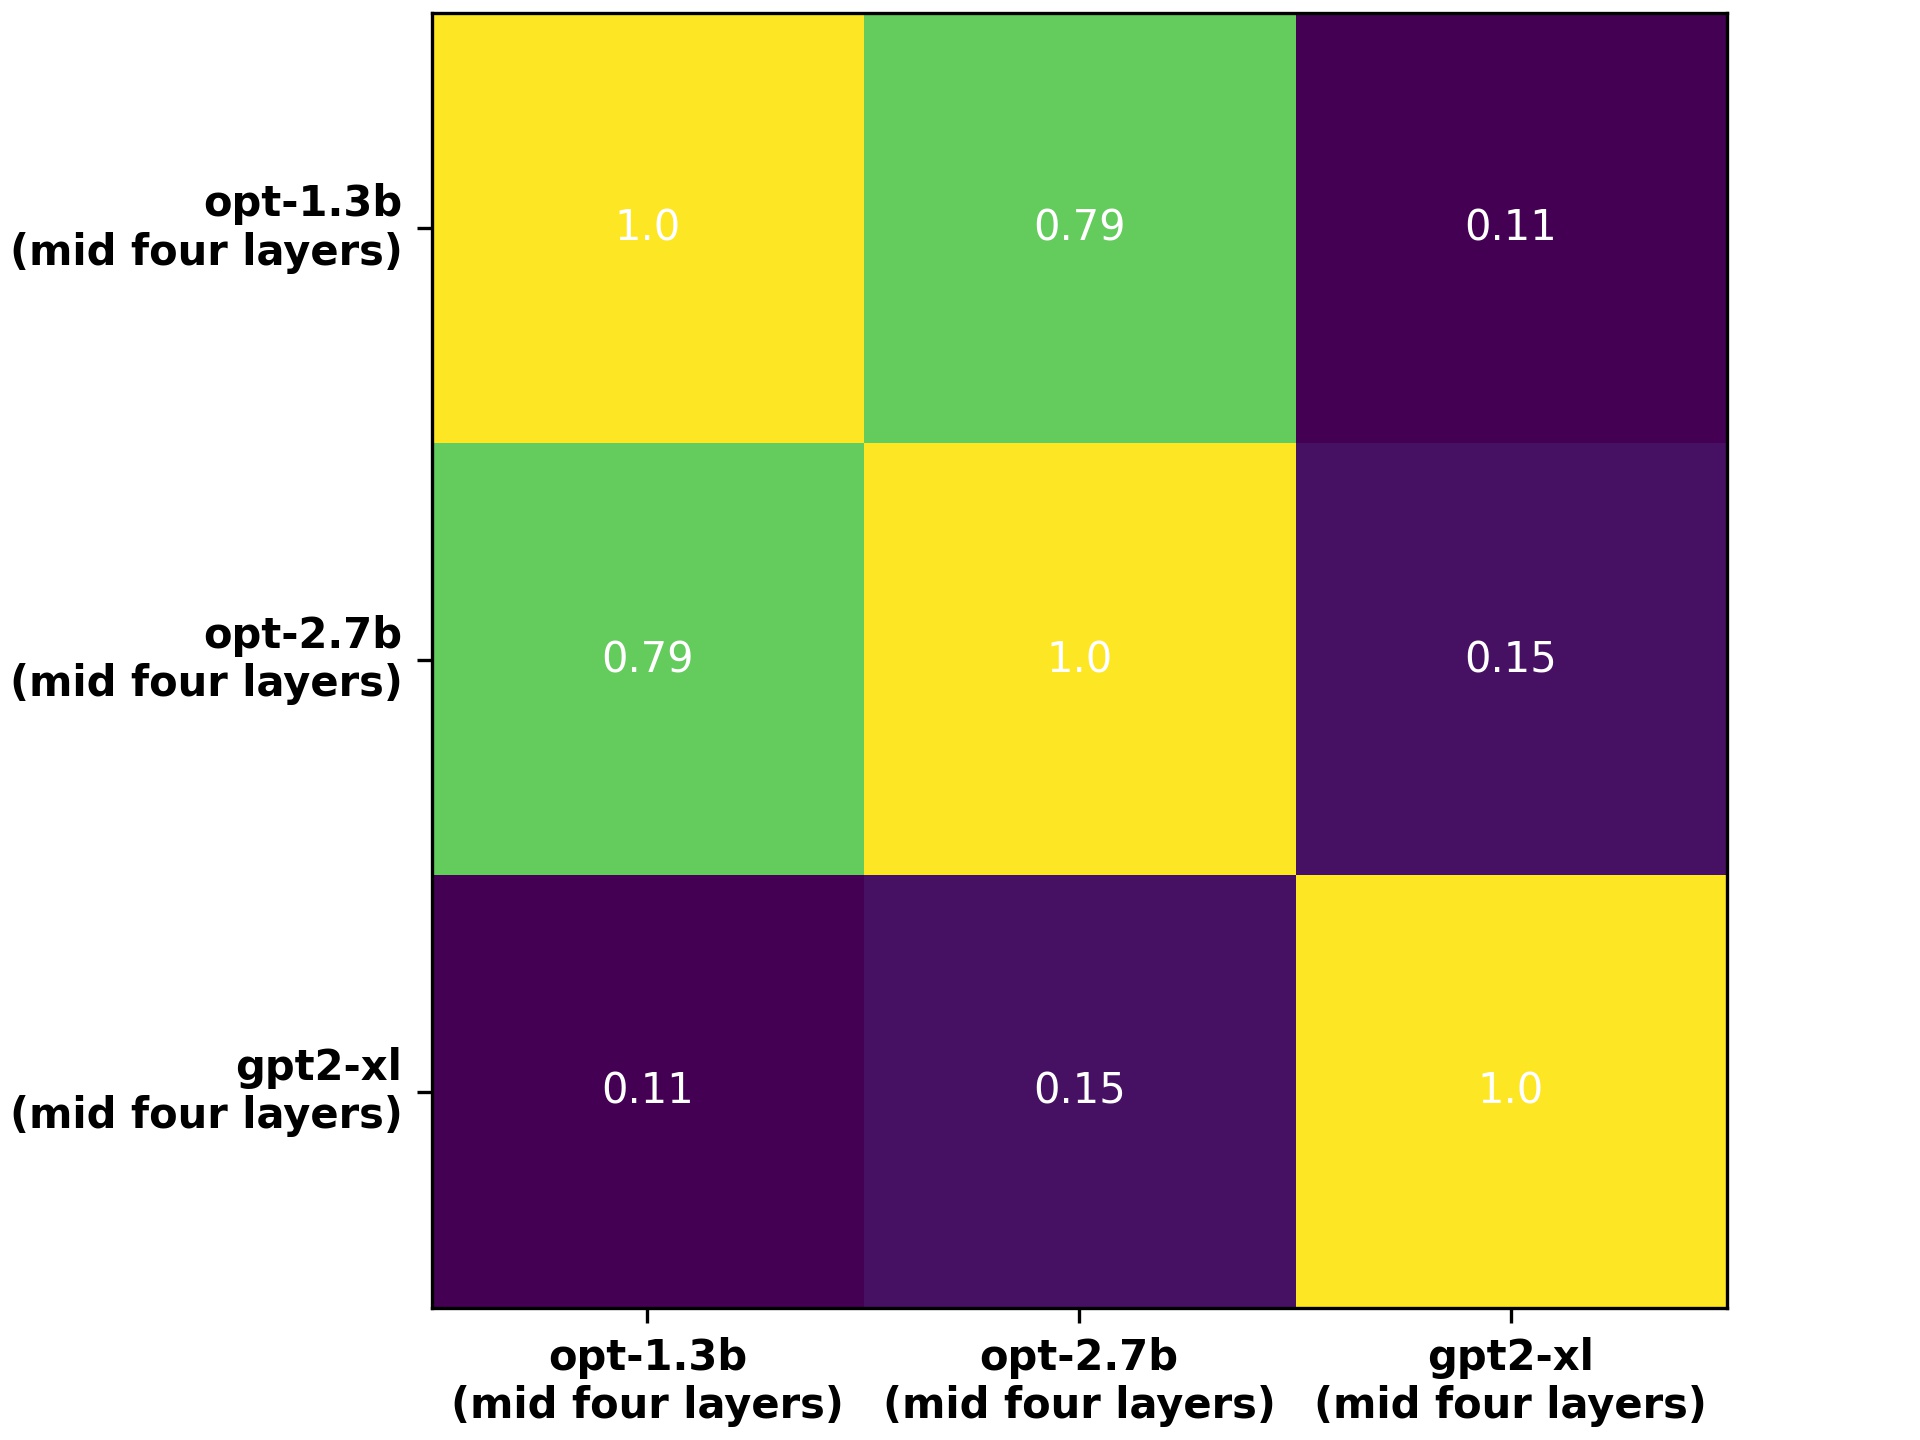 opt-1.3b
(mid four layers)
1.0
0.79
0.11
opt-2.7b
(mid four layers)
0.79
1.0
0.15
gpt2-xl
(mid four layers)
0.11
0.15
1.0
opt-1.3b
(mid four layers)
opt-2.7b
(mid four layers)
gpt2-xl
(mid four layers)